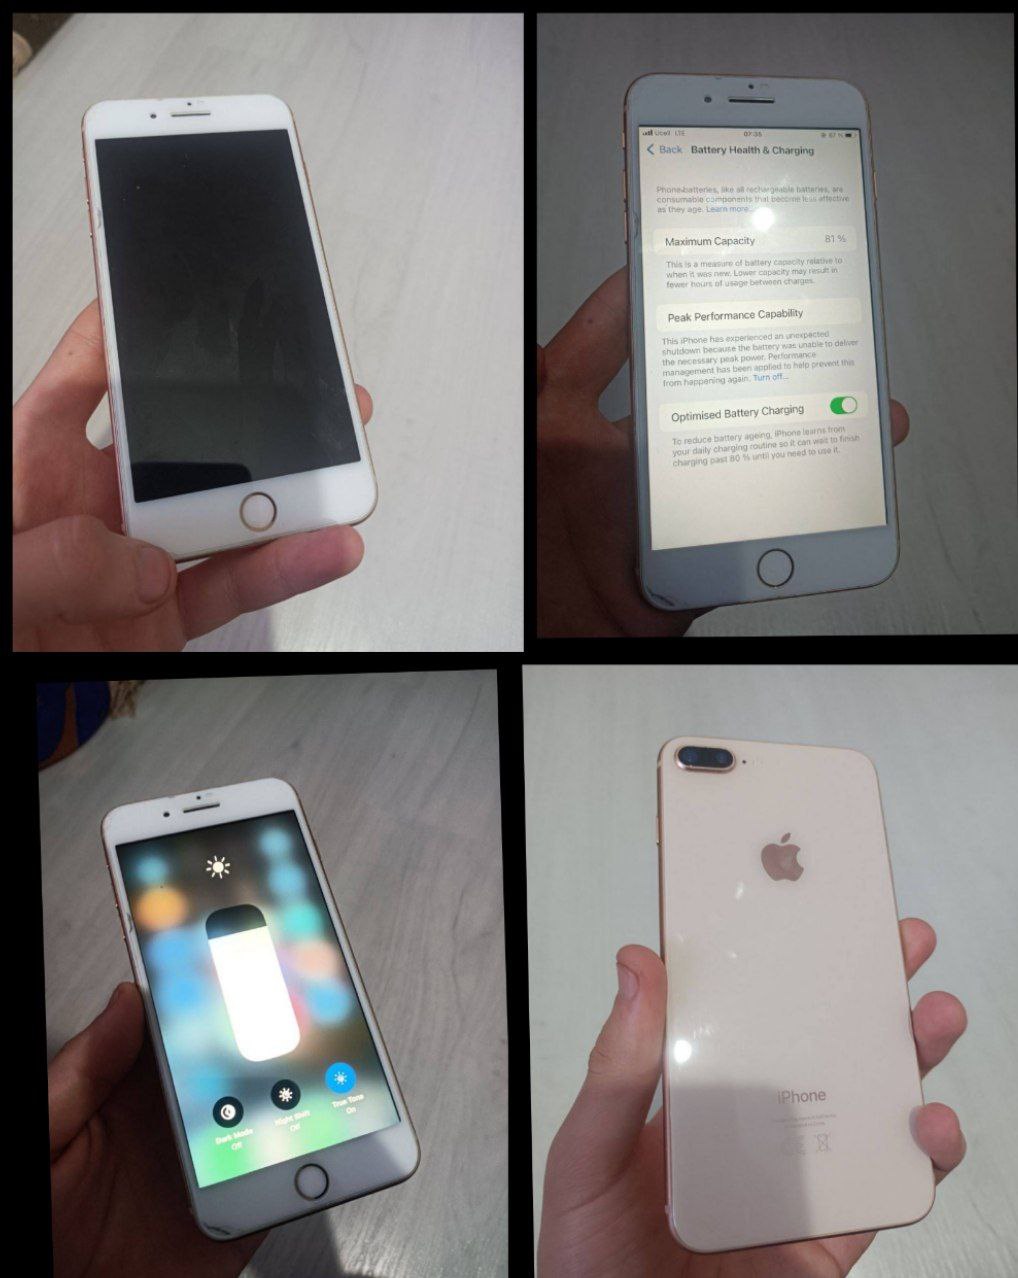 Ucell LTE 07:35 67 %
Back Battery Health & Charging
Phone batteries, like all rechargeable batteries, are
consumable components that become less effective
as they age. Learn more...
Maximum Capacity 81 %
This is a measure of battery capacity relative to
when it was new. Lower capacity may result in
fewer hours of usage between charges.
Peak Performance Capability
This iPhone has experienced an unexpected
shutdown because the battery was unable to deliver
the necessary peak power. Performance
management has been applied to help prevent this
from happening again. Turn off...
Optimised Battery Charging
To reduce battery ageing, iPhone learns from
your daily charging routine so it can wait to finish
charging past 80 % until you need to use it.
Dark Mode
Off
Night Shift
Off
True Tone
On
iPhone